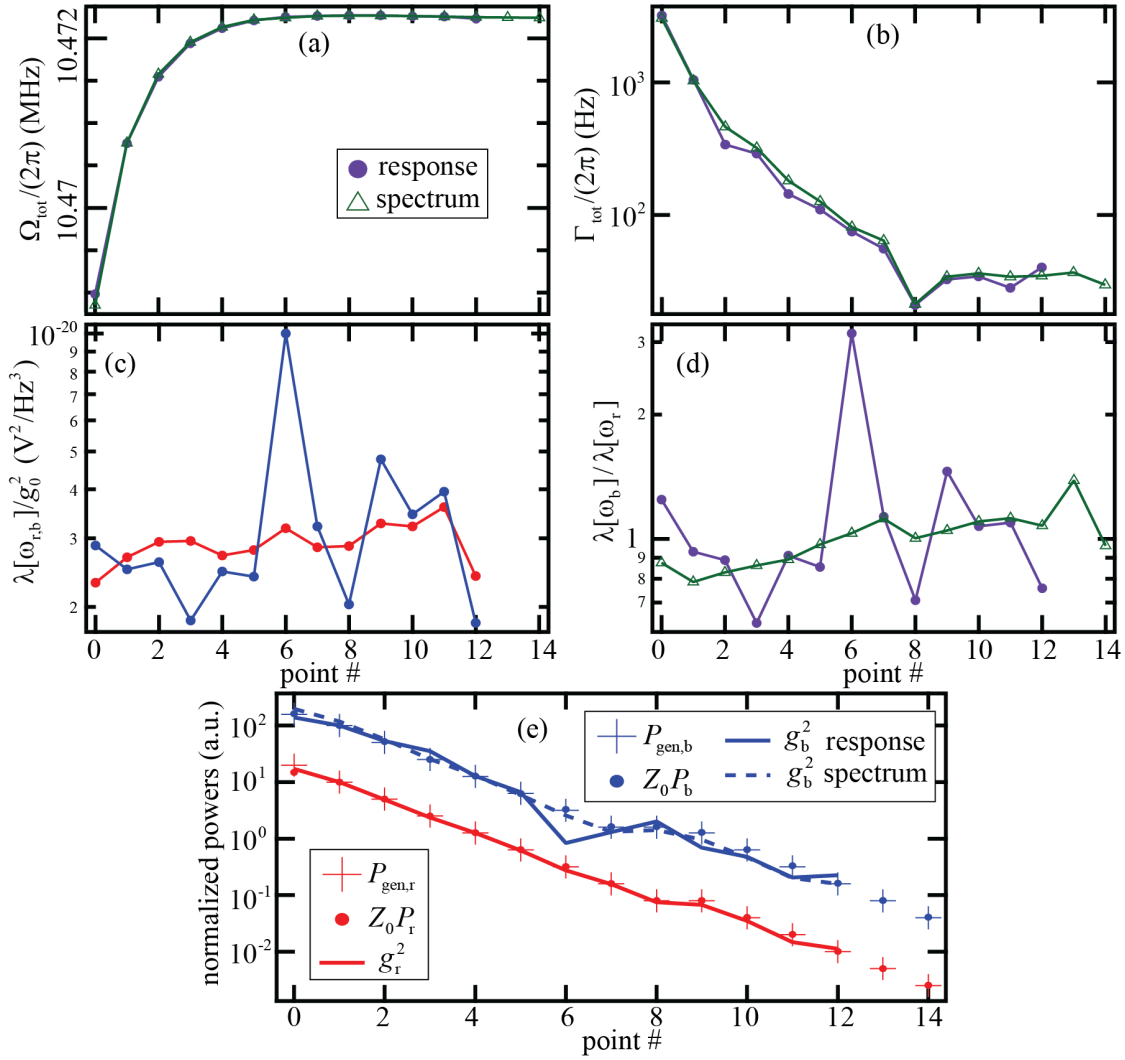 (a)
Ω_tot/(2π) (MHz)
10.472
10.47
response
spectrum
(b)
Γ_tot/(2π) (Hz)
10^3
10^2
(c)
λ[ω_r,b]/g_0^2 (V^2/Hz^3)
10^-20
9
8
7
6
5
4
3
2
0 2 4 6 8 10 12 14
point #
(d)
λ[ω_b]/λ[ω_r]
3
2
1
9
8
7
6
0 2 4 6 8 10 12 14
point #
(e)
normalized powers (a.u.)
10^2
10^1
10^0
10^-1
10^-2
P_gen,b
Z_0P_b
g_b^2 response
g_b^2 spectrum
P_gen,r
Z_0P_r
g_r^2
0 2 4 6 8 10 12 14
point #